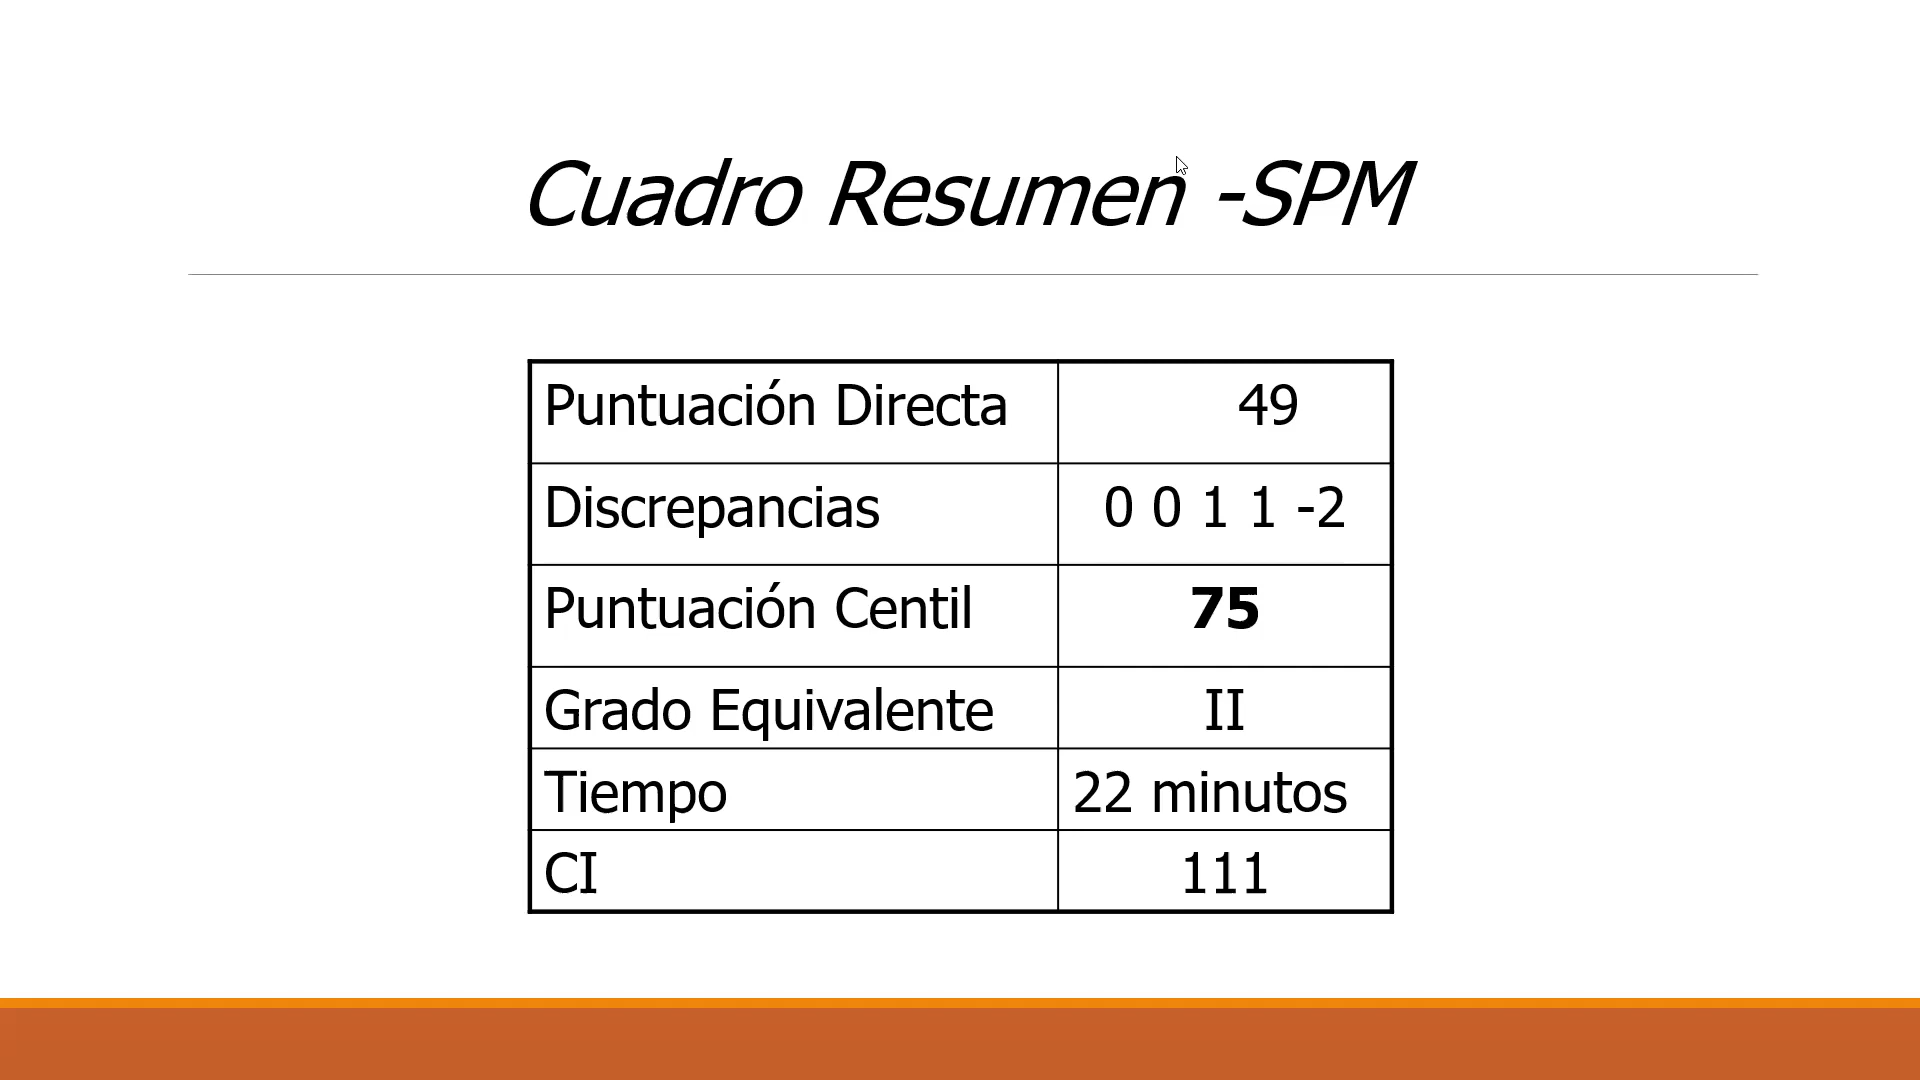 Cuadro Resumen -SPM
Puntuación Directa 49
Discrepancias 0 0 1 1 -2
Puntuación Centil 75
Grado Equivalente II
Tiempo 22 minutos
CI 111